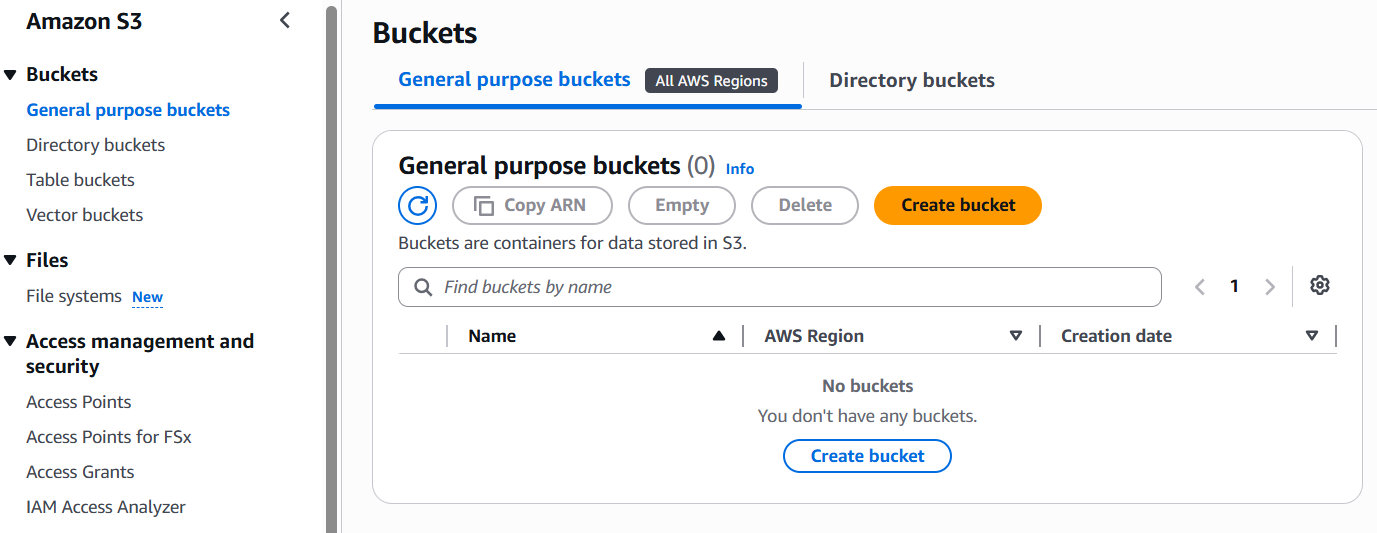 Amazon S3
Buckets
General purpose buckets
Directory buckets
Table buckets
Vector buckets
Files
File systems New
Access management and
security
Access Points
Access Points for FSx
Access Grants
IAM Access Analyzer
Buckets
General purpose buckets All AWS Regions Directory buckets
General purpose buckets (0) Info
Copy ARN Empty Delete Create bucket
Buckets are containers for data stored in S3.
Find buckets by name 1
Name AWS Region Creation date
No buckets
You don't have any buckets.
Create bucket